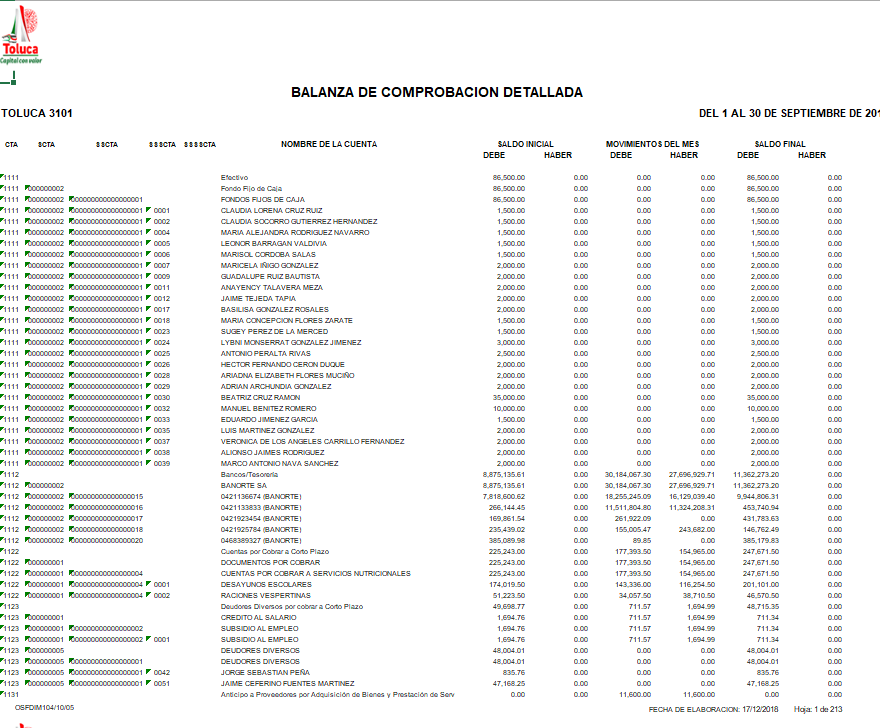 Toluca
Capital con valor
BALANZA DE COMPROBACION DETALLADA
TOLUCA 3101 DEL 1 AL 30 DE SEPTIEMBRE DE 201
CTA SCTA SSCTA SSSCTA SSSSCTA NOMBRE DE LA CUENTA SALDO INICIAL MOVIMIENTOS DEL MES SALDO FINAL
DEBE HABER DEBE HABER DEBE HABER
1111 Efectivo 86,500.00 0.00 0.00 0.00 86,500.00 0.00
1111 000000002 Fondo Fijo de Caja 86,500.00 0.00 0.00 0.00 86,500.00 0.00
1111 000000002 000000000000000001 FONDOS FIJOS DE CAJA 86,500.00 0.00 0.00 0.00 86,500.00 0.00
1111 000000002 000000000000000001 0001 CLAUDIA LORENA CRUZ RUIZ 1,500.00 0.00 0.00 0.00 1,500.00 0.00
1111 000000002 000000000000000001 0002 CLAUDIA SOCORRO GUTIERREZ HERNANDEZ 1,500.00 0.00 0.00 0.00 1,500.00 0.00
1111 000000002 000000000000000001 0004 MARIA ALEJANDRA RODRIGUEZ NAVARRO 1,500.00 0.00 0.00 0.00 1,500.00 0.00
1111 000000002 000000000000000001 0005 LEONOR BARRAGAN VALDIVIA 1,500.00 0.00 0.00 0.00 1,500.00 0.00
1111 000000002 000000000000000001 0006 MARISOL CORDOBA SALAS 1,500.00 0.00 0.00 0.00 1,500.00 0.00
1111 000000002 000000000000000001 0007 MARICELA IÑIGO GONZALEZ 2,000.00 0.00 0.00 0.00 2,000.00 0.00
1111 000000002 000000000000000001 0009 GUADALUPE RUIZ BAUTISTA 2,000.00 0.00 0.00 0.00 2,000.00 0.00
1111 000000002 000000000000000001 0011 ANAYENCY TALAVERA MEZA 2,000.00 0.00 0.00 0.00 2,000.00 0.00
1111 000000002 000000000000000001 0012 JAIME TEJEDA TAPIA 2,000.00 0.00 0.00 0.00 2,000.00 0.00
1111 000000002 000000000000000001 0017 BASILISA GONZALEZ ROSALES 2,000.00 0.00 0.00 0.00 2,000.00 0.00
1111 000000002 000000000000000001 0018 MARIA CONCEPCION FLORES ZARATE 1,500.00 0.00 0.00 0.00 1,500.00 0.00
1111 000000002 000000000000000001 0023 SUGEY PEREZ DE LA MERCED 1,500.00 0.00 0.00 0.00 1,500.00 0.00
1111 000000002 000000000000000001 0024 LYBNI MONSERRAT GONZALEZ JIMENEZ 3,000.00 0.00 0.00 0.00 3,000.00 0.00
1111 000000002 000000000000000001 0025 ANTONIO PERALTA RIVAS 2,500.00 0.00 0.00 0.00 2,500.00 0.00
1111 000000002 000000000000000001 0026 HECTOR FERNANDO CERON DUQUE 2,000.00 0.00 0.00 0.00 2,000.00 0.00
1111 000000002 000000000000000001 0028 ARIADNA ELIZABETH FLORES MUCIÑO 2,000.00 0.00 0.00 0.00 2,000.00 0.00
1111 000000002 000000000000000001 0029 ADRIAN ARCHUNDIA GONZALEZ 2,000.00 0.00 0.00 0.00 2,000.00 0.00
1111 000000002 000000000000000001 0030 BEATRIZ CRUZ RAMON 35,000.00 0.00 0.00 0.00 35,000.00 0.00
1111 000000002 000000000000000001 0032 MANUEL BENITEZ ROMERO 10,000.00 0.00 0.00 0.00 10,000.00 0.00
1111 000000002 000000000000000001 0033 EDUARDO JIMENEZ GARCIA 1,500.00 0.00 0.00 0.00 1,500.00 0.00
1111 000000002 000000000000000001 0035 LUIS MARTINEZ GONZALEZ 2,000.00 0.00 0.00 0.00 2,000.00 0.00
1111 000000002 000000000000000001 0037 VERONICA DE LOS ANGELES CARRILLO FERNANDEZ 2,000.00 0.00 0.00 0.00 2,000.00 0.00
1111 000000002 000000000000000001 0038 ALIONSO JAIMES RODRIGUEZ 2,000.00 0.00 0.00 0.00 2,000.00 0.00
1111 000000002 000000000000000001 0039 MARCO ANTONIO NAVA SANCHEZ 2,000.00 0.00 0.00 0.00 2,000.00 0.00
1112 Bancos/Tesorería 8,875,135.61 0.00 30,184,067.30 27,696,929.71 11,362,273.20 0.00
1112 000000002 BANORTE SA 8,875,135.61 0.00 30,184,067.30 27,696,929.71 11,362,273.20 0.00
1112 000000002 000000000000000015 0421136674 (BANORTE) 7,818,600.62 0.00 18,255,245.09 16,129,039.40 9,944,806.31 0.00
1112 000000002 000000000000000016 0421133833 (BANORTE) 266,144.45 0.00 11,511,804.80 11,324,208.31 453,740.94 0.00
1112 000000002 000000000000000017 0421923454 (BANORTE) 169,861.54 0.00 261,922.09 0.00 431,783.63 0.00
1112 000000002 000000000000000018 0421925784 (BANORTE) 235,439.02 0.00 155,005.47 243,682.00 146,762.49 0.00
1112 000000002 000000000000000020 0468389327 (BANORTE) 385,089.98 0.00 89.85 0.00 385,179.83 0.00
1122 Cuentas por Cobrar a Corto Plazo 225,243.00 0.00 177,393.50 154,965.00 247,671.50 0.00
1122 000000001 DOCUMENTOS POR COBRAR 225,243.00 0.00 177,393.50 154,965.00 247,671.50 0.00
1122 000000001 000000000000000004 CUENTAS POR COBRAR A SERVICIOS NUTRICIONALES 225,243.00 0.00 177,393.50 154,965.00 247,671.50 0.00
1122 000000001 000000000000000004 0001 DESAYUNOS ESCOLARES 174,019.50 0.00 143,336.00 116,254.50 201,101.00 0.00
1122 000000001 000000000000000004 0002 RACIONES VESPERTINAS 51,223.50 0.00 34,057.50 38,710.50 46,570.50 0.00
1123 Deudores Diversos por cobrar a Corto Plazo 49,698.77 0.00 711.57 1,694.99 48,715.35 0.00
1123 000000001 CREDITO AL SALARIO 1,694.76 0.00 711.57 1,694.99 711.34 0.00
1123 000000001 000000000000000002 SUBSIDIO AL EMPLEO 1,694.76 0.00 711.57 1,694.99 711.34 0.00
1123 000000001 000000000000000002 0001 SUBSIDIO AL EMPLEO 1,694.76 0.00 711.57 1,694.99 711.34 0.00
1123 000000005 DEUDORES DIVERSOS 48,004.01 0.00 0.00 0.00 48,004.01 0.00
1123 000000005 000000000000000001 DEUDORES DIVERSOS 48,004.01 0.00 0.00 0.00 48,004.01 0.00
1123 000000005 000000000000000001 0042 JORGE SEBASTIAN PEÑA 835.76 0.00 0.00 0.00 835.76 0.00
1123 000000005 000000000000000001 0051 JAIME CEFERINO FUENTES MARTINEZ 47,168.25 0.00 0.00 0.00 47,168.25 0.00
1131 Anticipo a Proveedores por Adquisición de Bienes y Prestación de Serv 0.00 0.00 11,600.00 11,600.00 0.00 0.00
OSFDIM104/10/05 FECHA DE ELABORACION: 17/12/2018 Hoja: 1 de 213